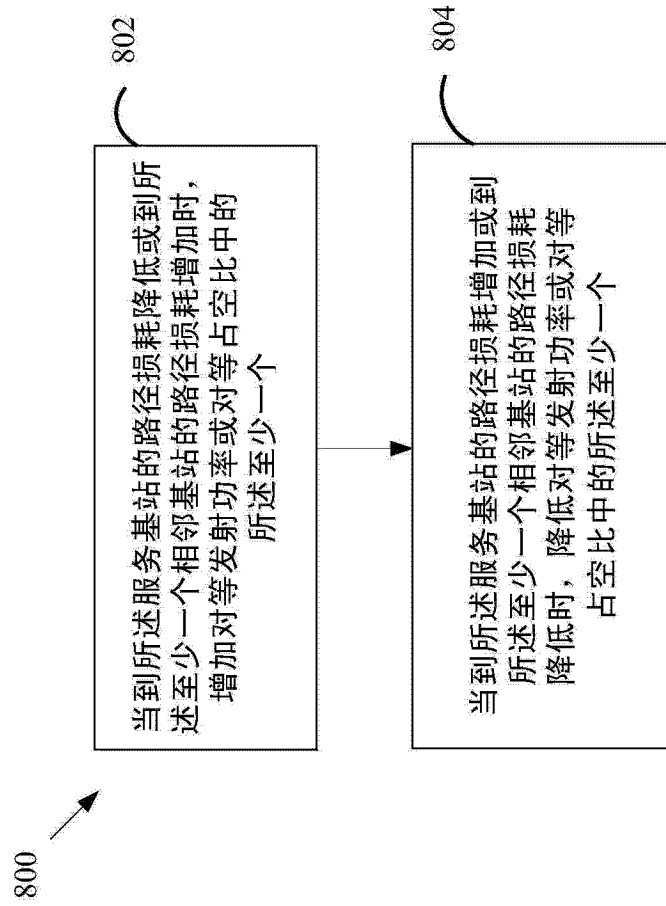 800
802
当到所述服务基站的路径损耗降低或到所
述至少一个相邻基站的路径损耗增加时，
增加对等发射功率或对等占空比中的
所述至少一个
804
当到所述服务基站的路径损耗增加或到
所述至少一个相邻基站的路径损耗
降低时，降低对等发射功率或对等
占空比中的所述至少一个